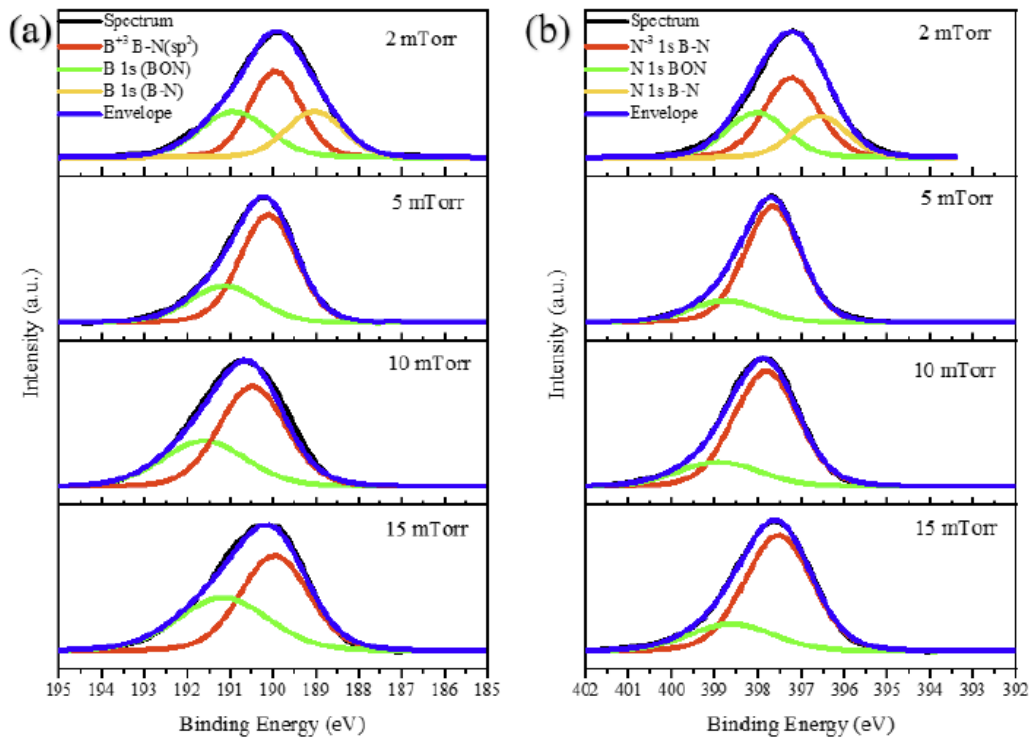 (a)
Spectrum
B⁺³ B-N(sp²)
B 1s (BON)
B 1s (B-N)
Envelope
2 mTorr
5 mTorr
10 mTorr
15 mTorr
Intensity (a.u.)
195 194 193 192 191 190 189 188 187 186 185
Binding Energy (eV)
(b)
Spectrum
N⁻³ 1s B-N
N 1s BON
N 1s B-N
Envelope
2 mTorr
5 mTorr
10 mTorr
15 mTorr
Intensity (a.u.)
402 401 400 399 398 397 396 395 394 393 392
Binding Energy (eV)